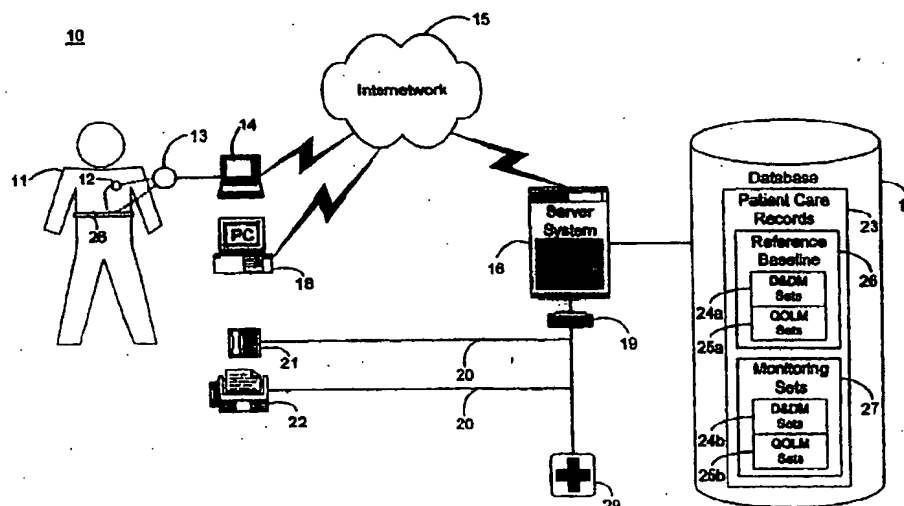 10
15
Internetwork
13
14
11
12
28
PC
18
Server
System
16
19
21
20
22
20
29
Database
Patient Care
Records
23
Reference
Baseline
26
D&DM
Sets
24a
QOLM
Sets
25a
Monitoring
Sets
27
D&DM
Sets
24b
QOLM
Sets
25b